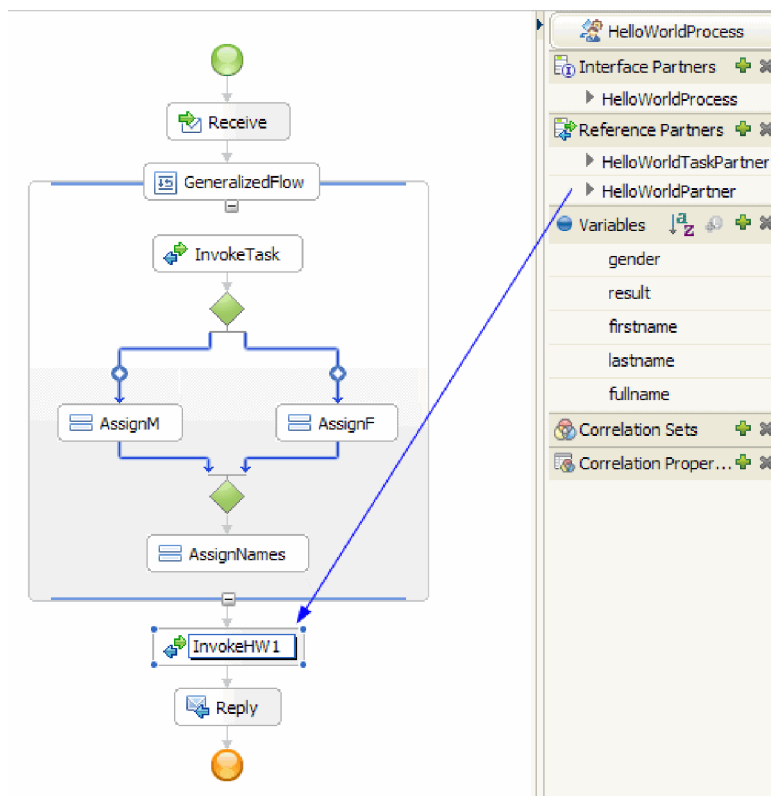 Receive
GeneralizedFlow
InvokeTask
AssignM
AssignF
AssignNames
InvokeHW1
Reply
HelloWorldProcess
Interface Partners
HelloWorldProcess
Reference Partners
HelloWorldTaskPartner
HelloWorldPartner
Variables
gender
result
firstname
lastname
fullname
Correlation Sets
Correlation Proper...